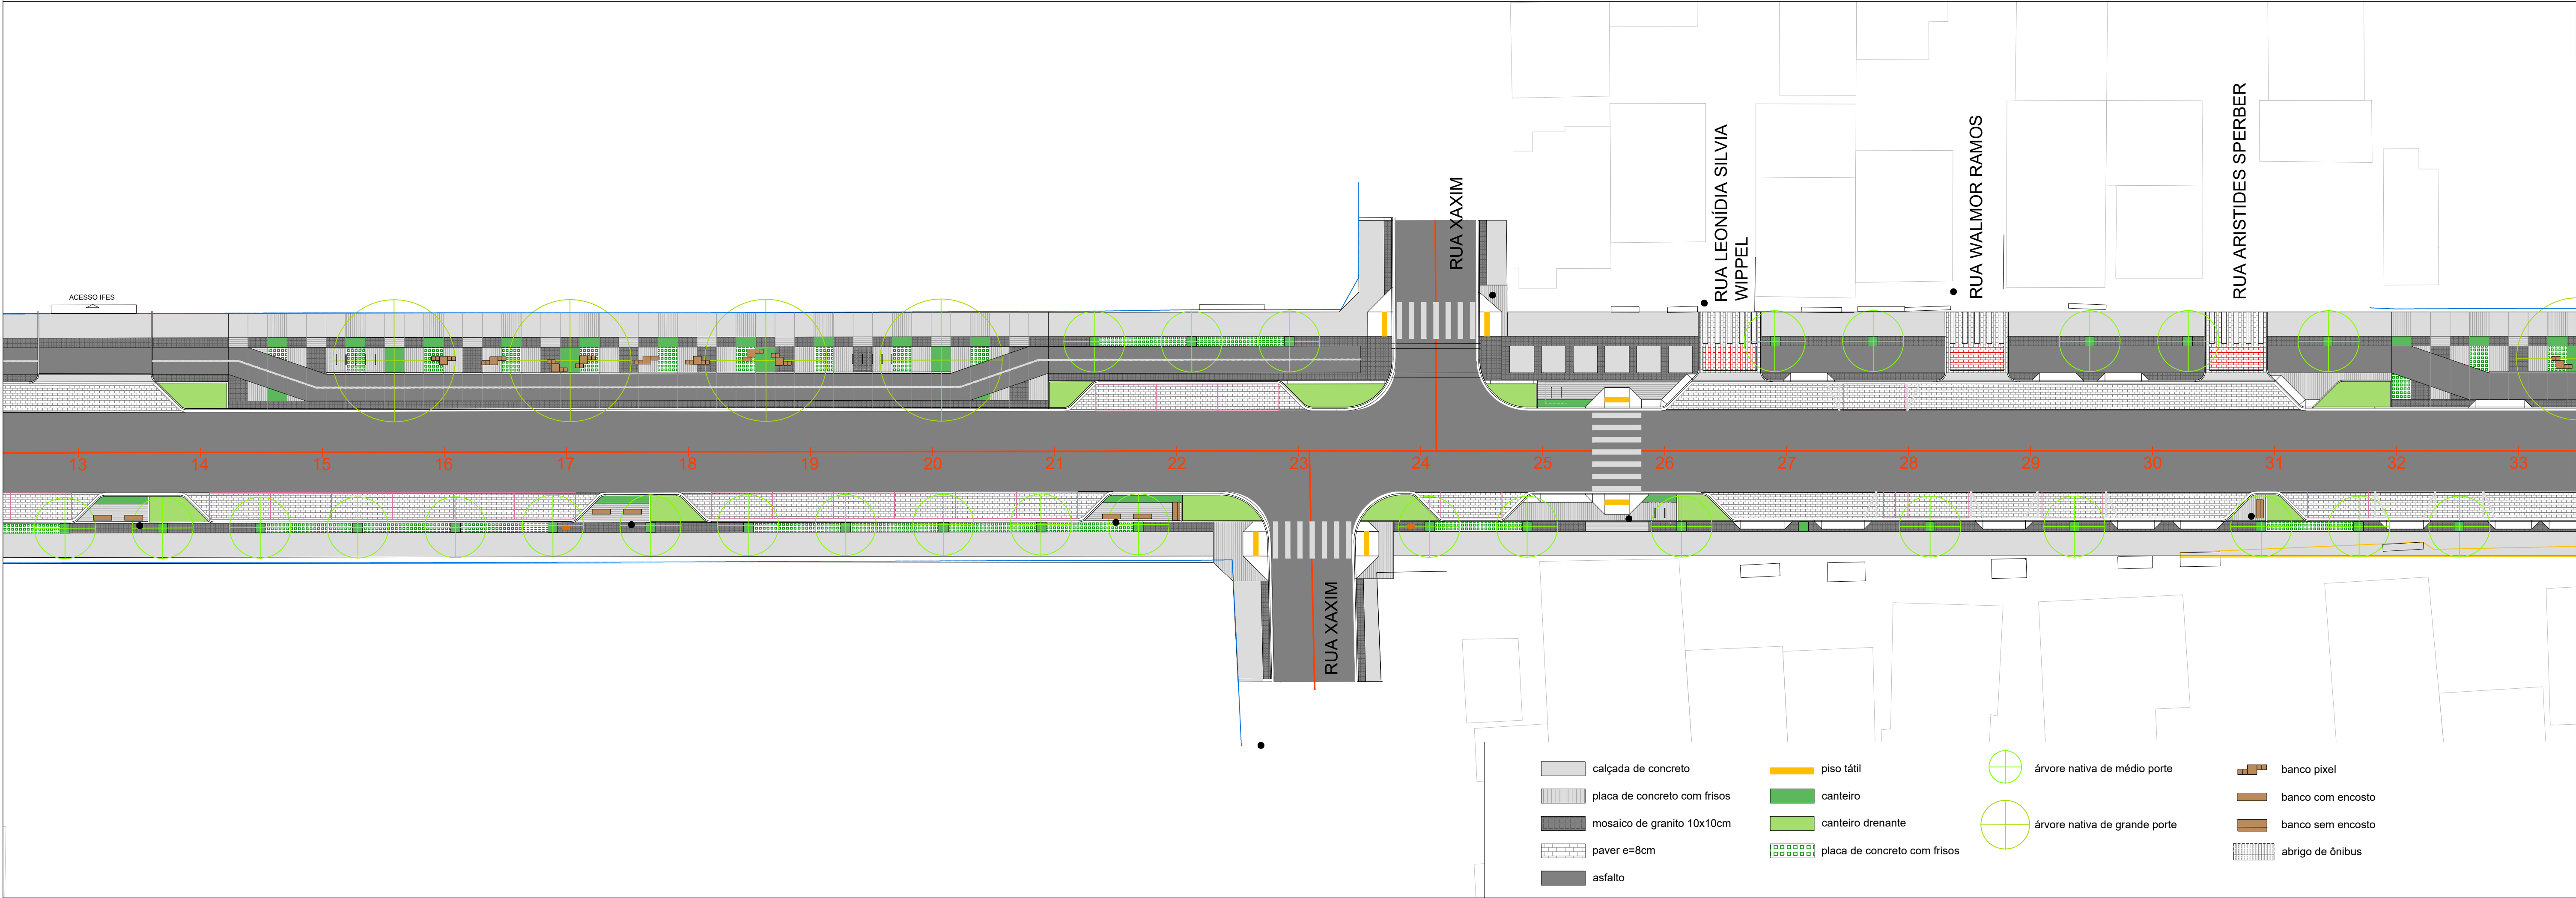 RUA LEONÍDIA SILVIA
WIPPEL
RUA WALMOR RAMOS
RUA ARISTIDES SPERBER
RUA XAXIM
ACESSO IFES
13 14 15 16 17 18 19 20 21 22 23 24 25 26 27 28 29 30 31 32 33
RUA XAXIM
calçada de concreto
placa de concreto com frisos
mosaico de granito 10x10cm
paver e=8cm
asfalto
piso tátil
canteiro
canteiro drenante
placa de concreto com frisos
árvore nativa de médio porte
árvore nativa de grande porte
banco pixel
banco com encosto
banco sem encosto
abrigo de ônibus